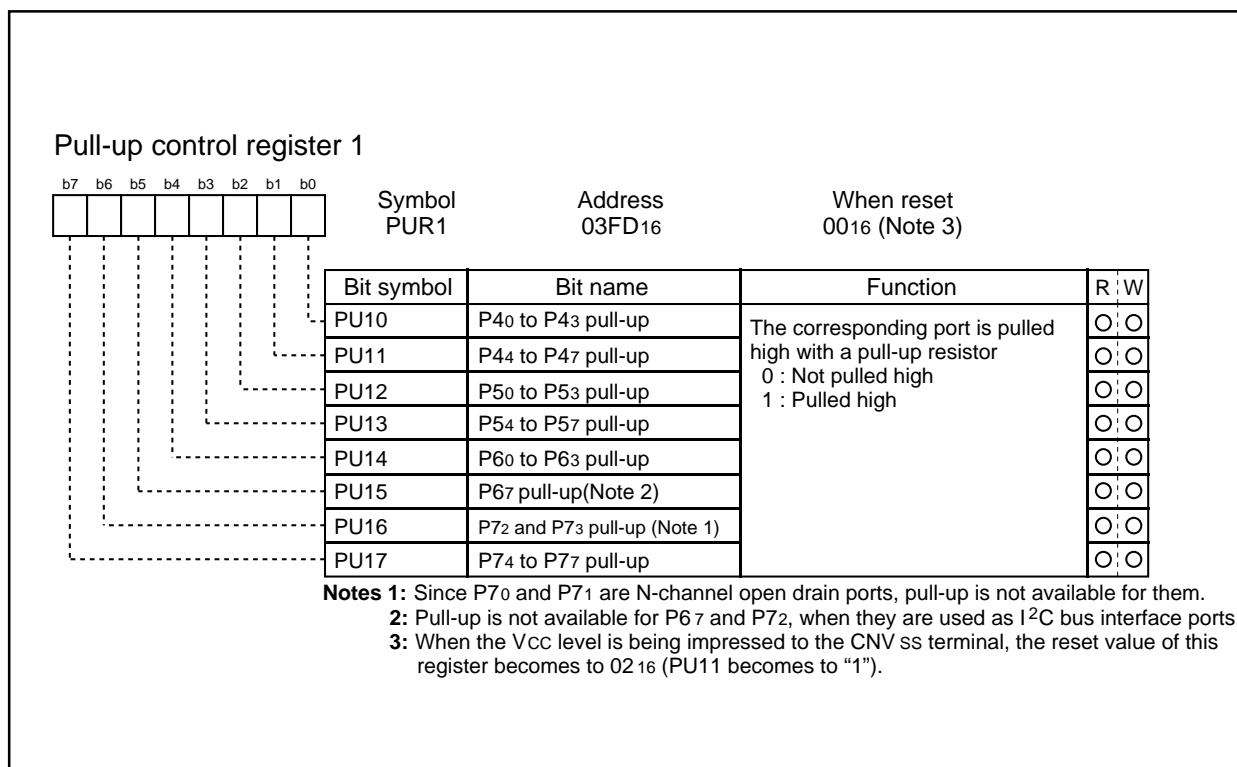 Pull-up control register 1
b7 b6 b5 b4 b3 b2 b1 b0
Symbol Address When reset
PUR1 03FD16 0016 (Note 3)
Bit symbol Bit name Function R W
PU10 P40 to P43 pull-up The corresponding port is pulled O O
PU11 P44 to P47 pull-up high with a pull-up resistor O O
PU12 P50 to P53 pull-up 0 : Not pulled high O O
PU13 P54 to P57 pull-up 1 : Pulled high O O
PU14 P60 to P63 pull-up O O
PU15 P67 pull-up(Note 2) O O
PU16 P72 and P73 pull-up (Note 1) O O
PU17 P74 to P77 pull-up O O
Notes 1: Since P70 and P71 are N-channel open drain ports, pull-up is not available for them.
2: Pull-up is not available for P67 and P72, when they are used as I2C bus interface ports
3: When the VCC level is being impressed to the CNVSS terminal, the reset value of this
register becomes to 0216 (PU11 becomes to “1”).